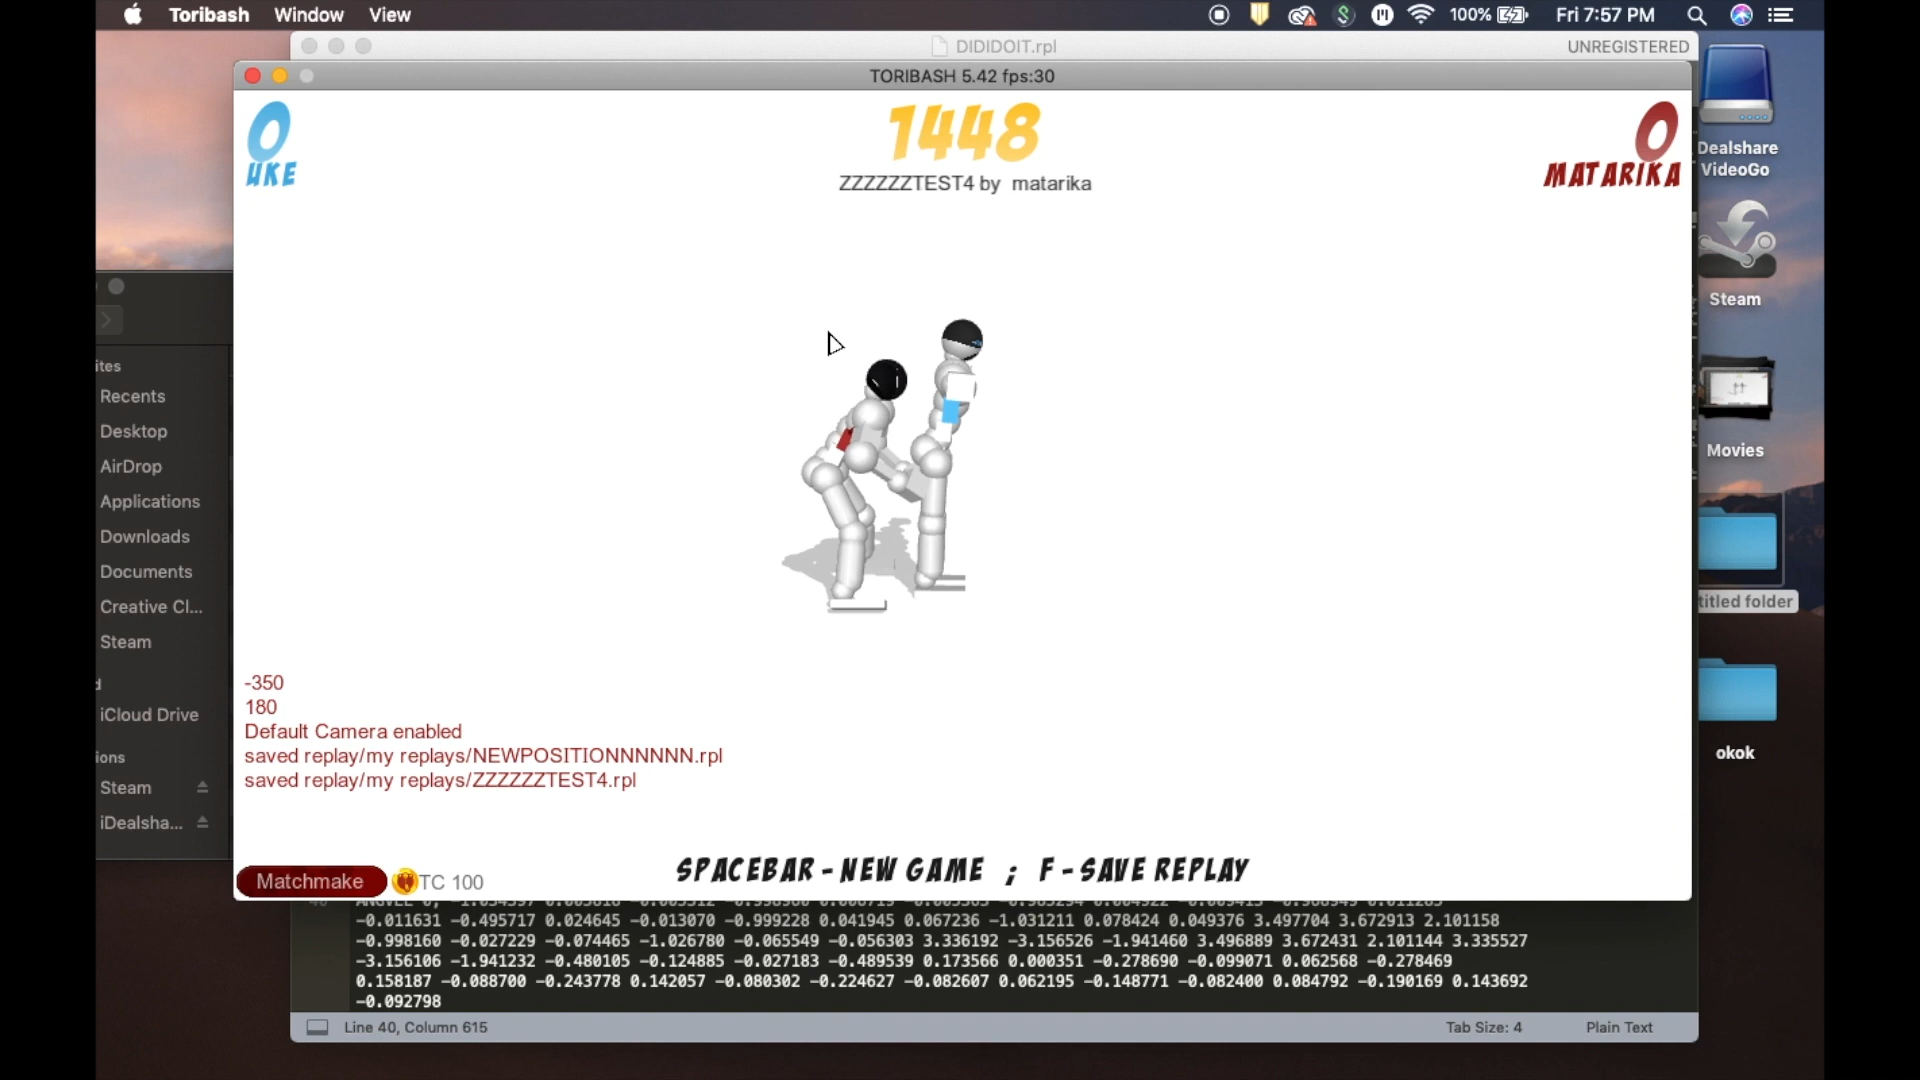 Toribash Window View
100% Fri 7:57 PM
DIDIDOIT.rpl
UNREGISTERED
TORIBASH 5.42 fps:30
0
UKE
1448
ZZZZZZTEST4 by matarika
0
MATARIKA
Dealshare
VideoGo
Steam
Movies
titled folder
okok
ites
Recents
Desktop
AirDrop
Applications
Downloads
Documents
Creative Cl...
Steam
d
iCloud Drive
ions
Steam
iDealsha...
-350
180
Default Camera enabled
saved replay/my replays/NEWPOSITIONNNNNN.rpl
saved replay/my replays/ZZZZZZTEST4.rpl
SPACEBAR - NEW GAME ; F - SAVE REPLAY
Matchmake
TC 100
-0.011631 -0.495717 0.024645 -0.013070 -0.999228 0.041945 0.067236 -1.031211 0.078424 0.049376 3.497704 3.672913 2.101158
-0.998160 -0.027229 -0.074465 -1.026780 -0.065549 -0.056303 3.336192 -3.156526 -1.941460 3.496889 3.672431 2.101144 3.335527
-3.156106 -1.941232 -0.480105 -0.124885 -0.027183 -0.489539 0.173566 0.000351 -0.278690 -0.099071 0.062568 -0.278469
0.158187 -0.088700 -0.243778 0.142057 -0.080302 -0.224627 -0.082607 0.062195 -0.148771 -0.082400 0.084792 -0.190169 0.143692
-0.092798
Line 40, Column 615
Tab Size: 4
Plain Text